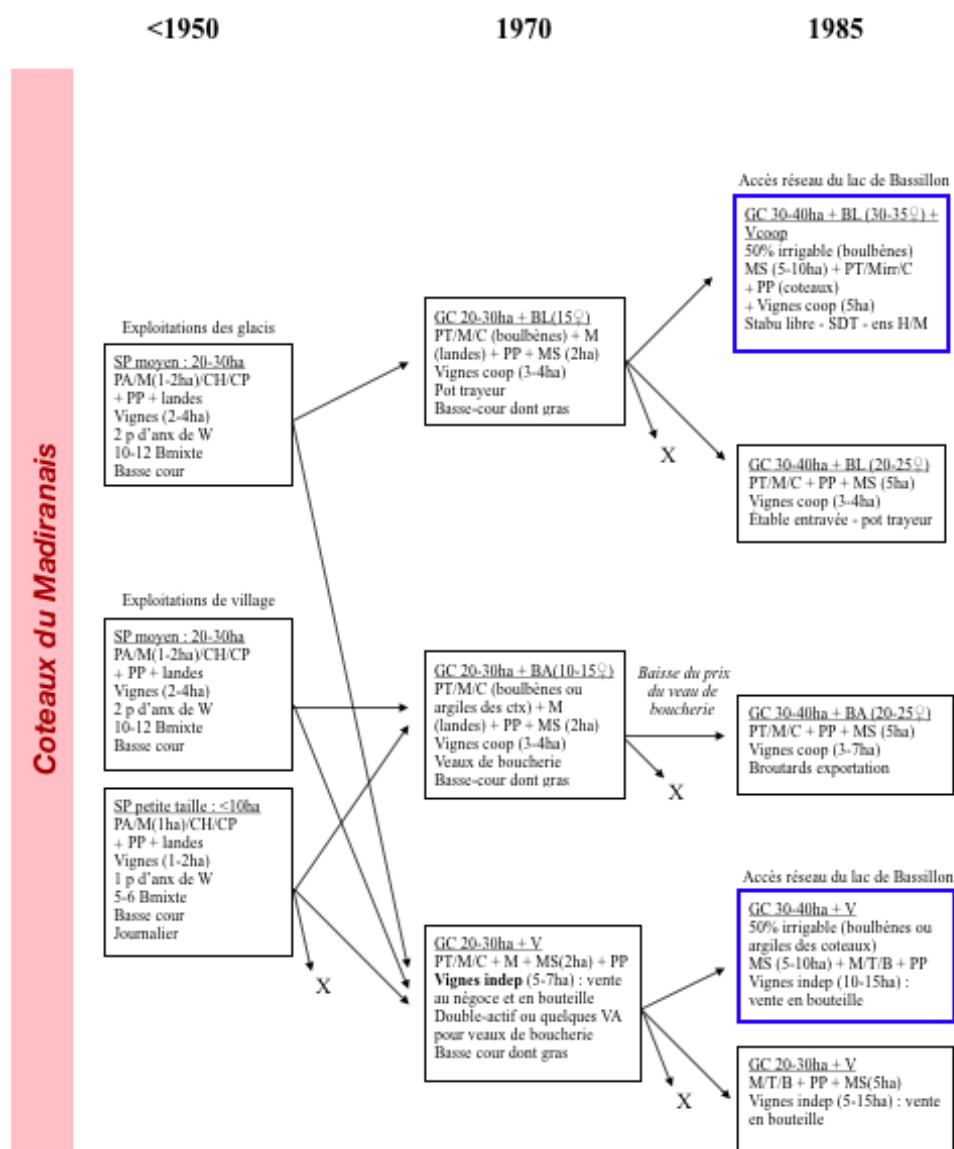 <1950
1970
1985
Coteaux du Madiranais
Exploitations des glacis
SP moyen : 20-30ha
PA/M(1-2ha)/CH/CP
+ PP + landes
Vignes (2-4ha)
2 p d'anx de W
10-12 Bmixte
Basse cour
Exploitations de village
SP moyen : 20-30ha
PA/M(1-2ha)/CH/CP
+ PP + landes
Vignes (2-4ha)
2 p d'anx de W
10-12 Bmixte
Basse cour
SP petite taille : <10ha
PA/M(1ha)/CH/CP
+ PP + landes
Vignes (1-2ha)
1 p d'anx de W
5-6 Bmixte
Basse cour
Journalier
X
GC 20-30ha + BL(15♀)
PT/M/C (boulbènes) + M
(landes) + PP + MS (2ha)
Vignes coop (3-4ha)
Pot trayeur
Basse-cour dont gras
X
GC 20-30ha + BA(10-15♀)
PT/M/C (boulbènes ou
argiles des ctx) + M
(landes) + PP + MS (2ha)
Vignes coop (3-4ha)
Veaux de boucherie
Basse-cour dont gras
Baisse du prix
du veau de
boucherie
X
GC 20-30ha + V
PT/M/C + M + MS(2ha) + PP
Vignes indep (5-7ha) : vente
au négoce et en bouteille
Double-actif ou quelques VA
pour veaux de boucherie
Basse cour dont gras
X
Accès réseau du lac de Bassillon
GC 30-40ha + BL (30-35♀) +
Vcoop
50% irrigable (boulbènes)
MS (5-10ha) + PT/Mirr/C
+ PP (coteaux)
+ Vignes coop (5ha)
Stabu libre - SDT - ens H/M
GC 30-40ha + BL (20-25♀)
PT/M/C + PP + MS (5ha)
Vignes coop (3-4ha)
Étable entravée - pot trayeur
GC 30-40ha + BA (20-25♀)
PT/M/C + PP + MS (5ha)
Vignes coop (3-7ha)
Broutards exportation
Accès réseau du lac de Bassillon
GC 30-40ha + V
50% irrigable (boulbènes ou
argiles des coteaux)
MS (5-10ha) + M/T/B + PP
Vignes indep (10-15ha) :
vente en bouteille
GC 20-30ha + V
M/T/B + PP + MS(5ha)
Vignes indep (5-15ha) : vente
en bouteille